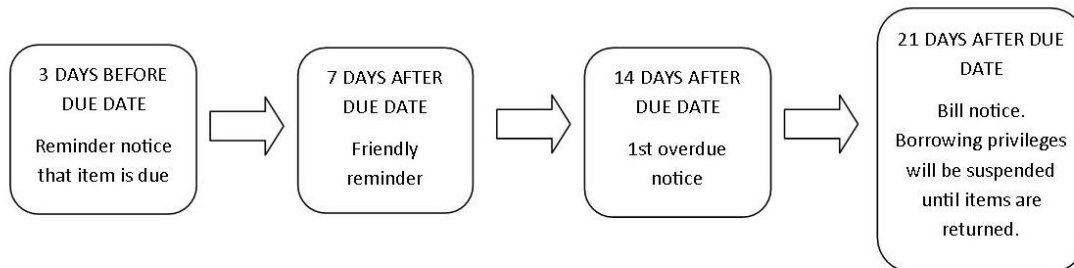 3 DAYS BEFORE
DUE DATE
Reminder notice
that item is due
7 DAYS AFTER
DUE DATE
Friendly
reminder
14 DAYS AFTER
DUE DATE
1st overdue
notice
21 DAYS AFTER DUE
DATE
Bill notice.
Borrowing privileges
will be suspended
until items are
returned.